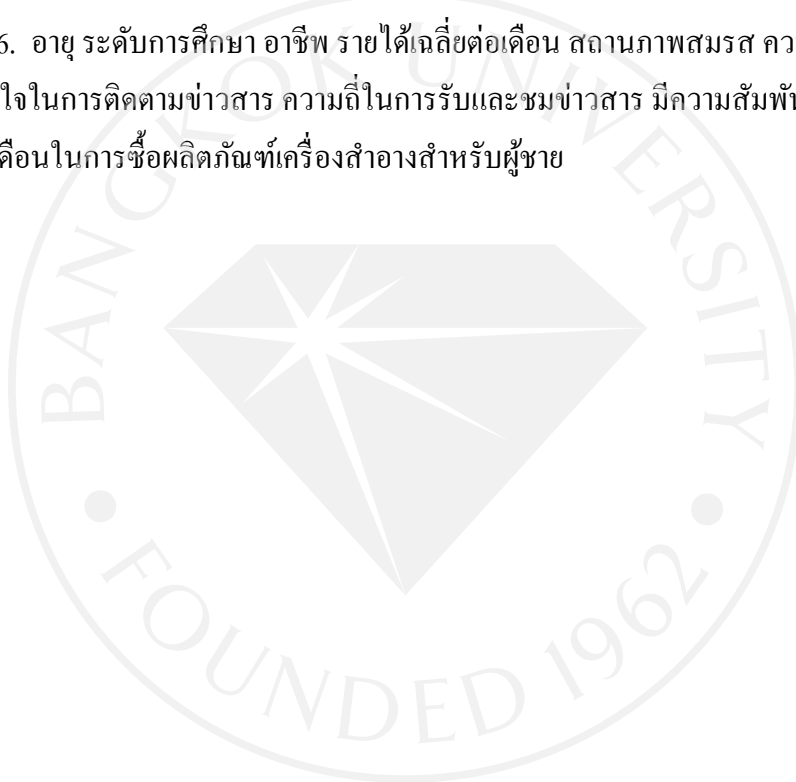 6. อายุ ระดับการศึกษา อาชีพ รายได้เฉลี่ยต่อเดือน สถานภาพสมรส คว
ใจในการติดตามข่าวสาร ความถี่ในการรับและชมข่าวสาร มีความสัมพัน
ดือนในการซื้อผลิตภัณฑ์เครื่องสำอางสำหรับผู้ชาย
BANGKOK UNIVERSITY
FOUNDED 1962